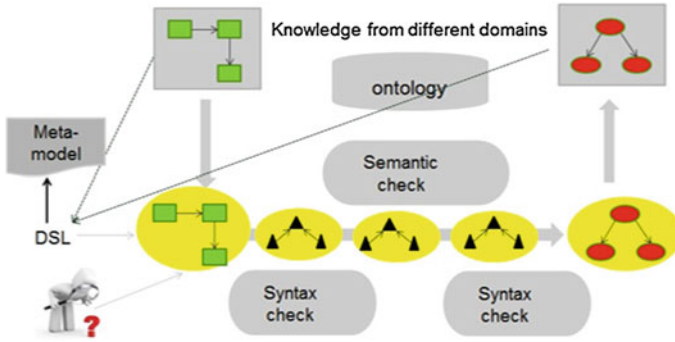 Knowledge from different domains
ontology
Meta-
model
Semantic
check
DSL
?
Syntax
check
Syntax
check